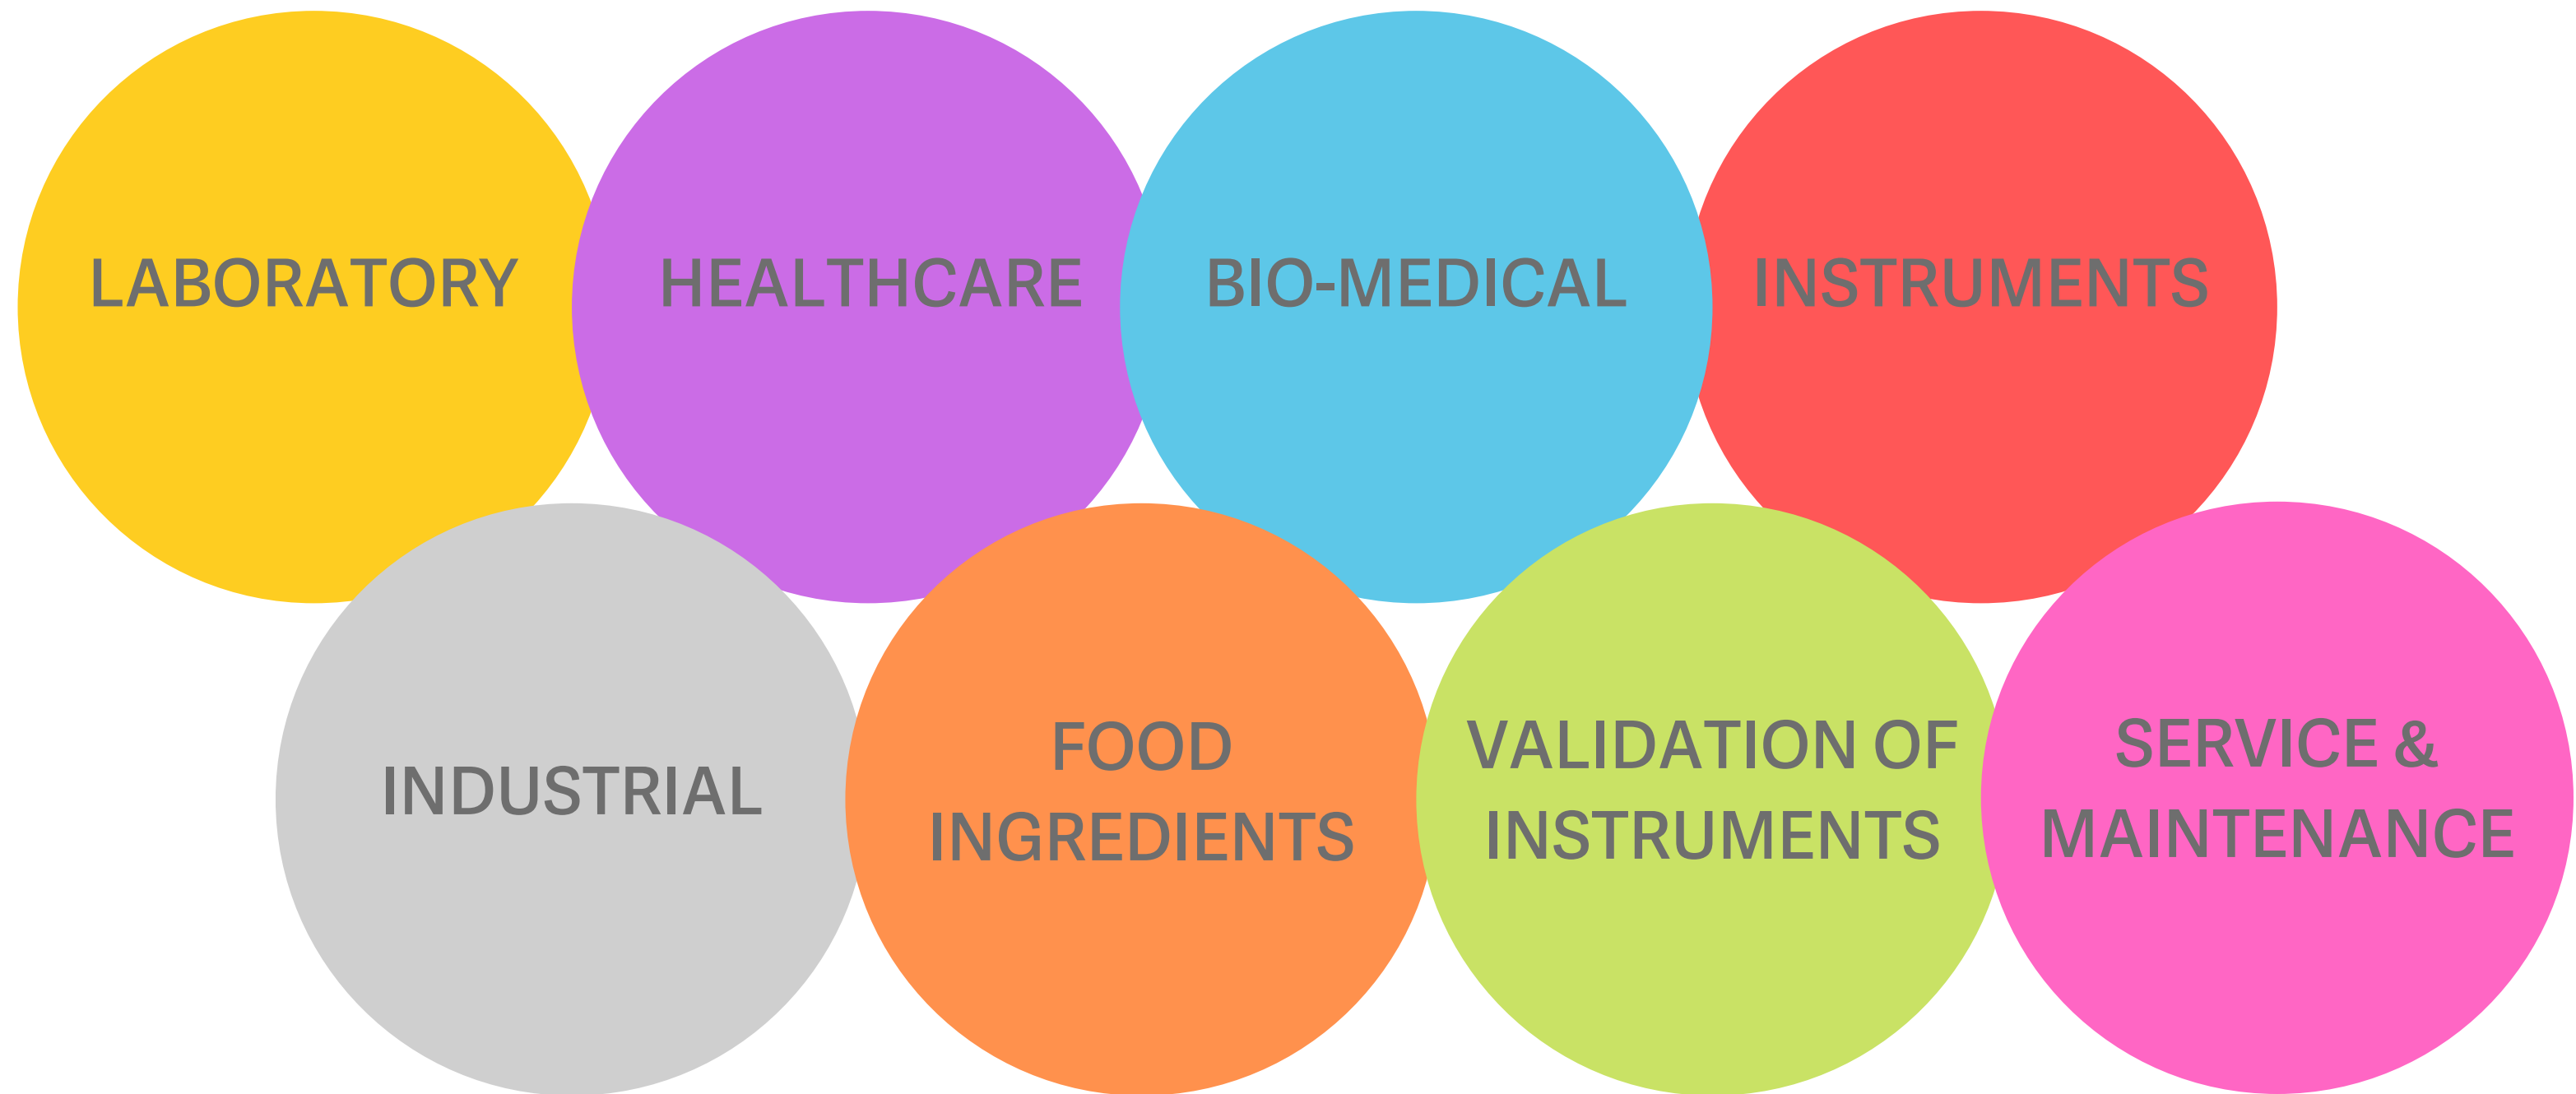 LABORATORY
HEALTHCARE
BIO-MEDICAL
INSTRUMENTS
INDUSTRIAL
FOOD
INGREDIENTS
VALIDATION OF
INSTRUMENTS
SERVICE &
MAINTENANCE